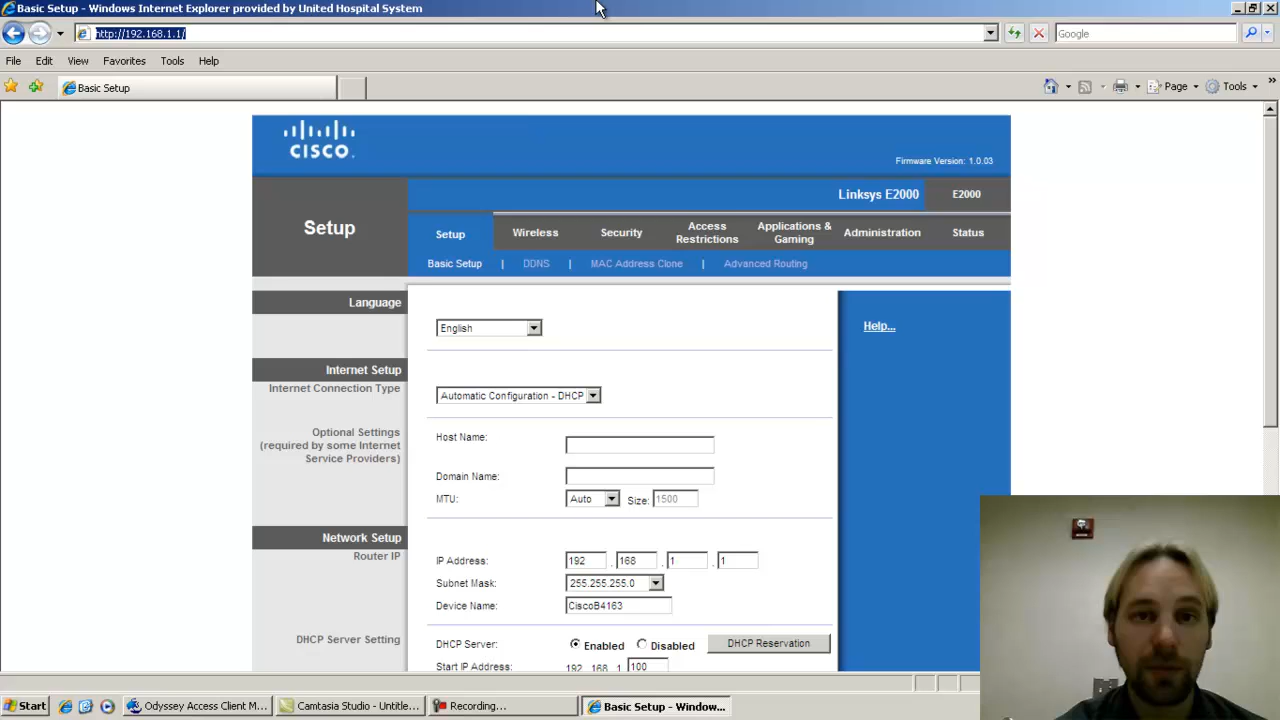 Basic Setup - Windows Internet Explorer provided by United Hospital System
http://192.168.1.1/
Google
File Edit View Favorites Tools Help
Basic Setup
Page Tools
CISCO
Firmware Version: 1.0.03
Linksys E2000 E2000
Setup
Setup Wireless Security Access Restrictions Applications & Gaming Administration Status
Basic Setup | DDNS | MAC Address Clone | Advanced Routing
Language
English
Help...
Internet Setup
Internet Connection Type
Automatic Configuration - DHCP
Optional Settings
(required by some Internet
Service Providers)
Host Name:
Domain Name:
MTU: Auto Size: 1500
Network Setup
Router IP
IP Address: 192 . 168 . 1 . 1
Subnet Mask: 255.255.255.0
Device Name: CiscoB4163
DHCP Server Setting
DHCP Server: Enabled Disabled DHCP Reservation
Start IP Address: 192 .168 .1. 100
Start Odyssey Access Client M... Camtasia Studio - Untitle... Recording... Basic Setup - Window...